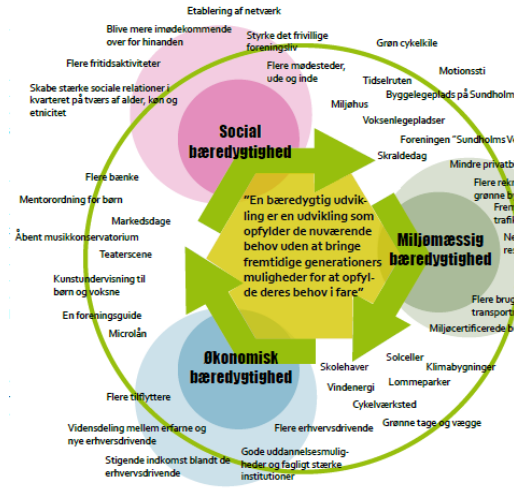 Etablering af netværk
Blive mere imødekommende
over for hinanden
Styrke det frivillige
foreningsliv
Grøn cykelkile
Flere fritidsaktiviteter
Flere mødesteder,
ude og inde
Motionssti
Tidselruten
Skabe stærke sociale relationer i
kvarteret på tværs af alder, køn og
etnicitet
Byggelegeplads på Sundholm
Miljøhus
Voksenlegepladser
Social
bæredygtighed
Foreningen "Sundholms
Skraldedag
Mindre
Flere bænke
Flere
grønne
Mentorordning for børn
"En bæredygtig udvik-
ling er en udvikling som
opfylder de nuværende
behov uden at bringe
fremtidige generationers
muligheder for at opfyl-
de deres behov i fare"
Markedsdage
Miljømæssig
bæredygtighed
Åbent musikkonservatorium
Teaterscene
Kunstundervisning til
børn og voksne
Flere
Miljøcertificerede
En foreningsguide
Microlån
Økonomisk
bæredygtighed
Skolehaver
Solceller
Klimabygninger
Vindenergi
Lommeparker
Cykelværksted
Flere tilflyttere
Grønne tage og vægge
Vidensdeling mellem erfarne og
nye erhversdrivende
Flere erhvervsdrivende
Stigende indkomst blandt de
erhvervsdrivende
Gode uddannelsesmulig-
heder og fagligt stærke
institutioner